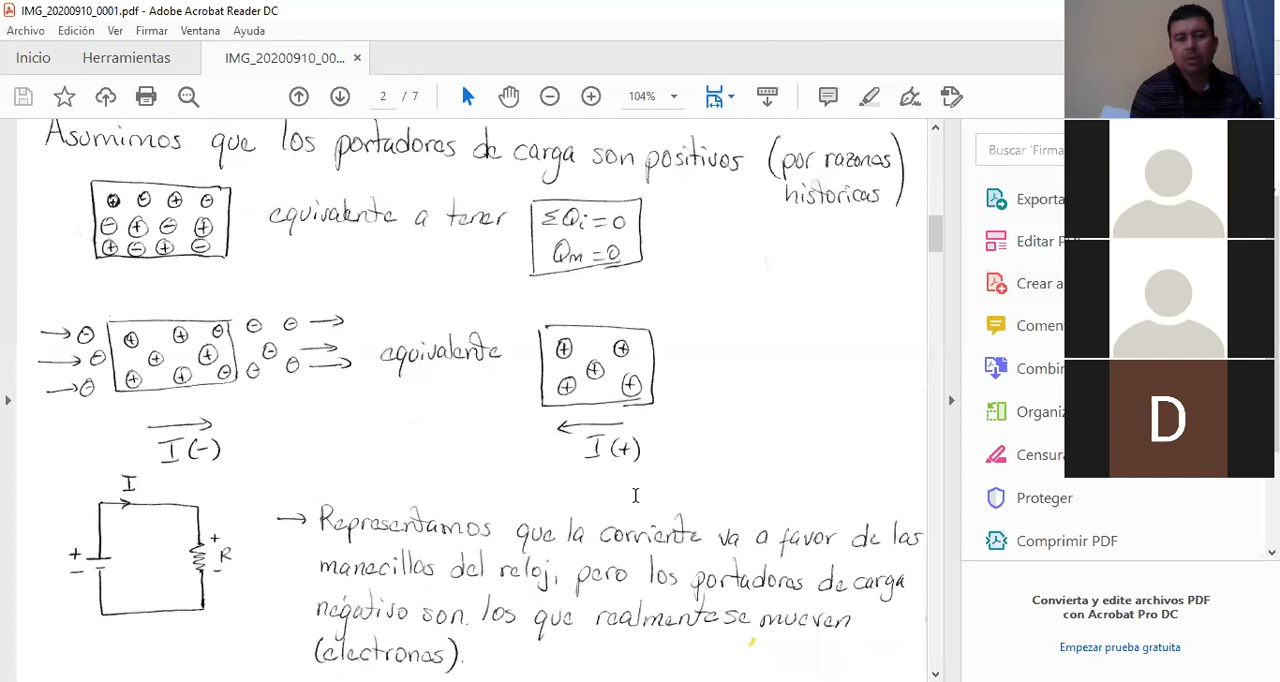 IMG_20200910_0001.pdf - Adobe Acrobat Reader DC
Archivo Edición Ver Firmar Ventana Ayuda
Inicio Herramientas IMG_20200910_00... ×
2 / 7 104%
Asumimos que los portadores de carga son positivos (por razones
historicas)
equivalente a tener
ΣQi = 0
Qm = 0
equivalente
I (-)
I (+)
I
+
-
+
R
-
→ Representamos que la corriente va a favor de las
manecillas del reloj, pero los portadores de carga
negativo son los que realmente se mueven
(electrones).
Buscar 'Firma
Exporta
Editar P
Crear a
Comen
Combin
Organiz
Censura
Proteger
Comprimir PDF
Convierta y edite archivos PDF
con Acrobat Pro DC
Empezar prueba gratuita
D